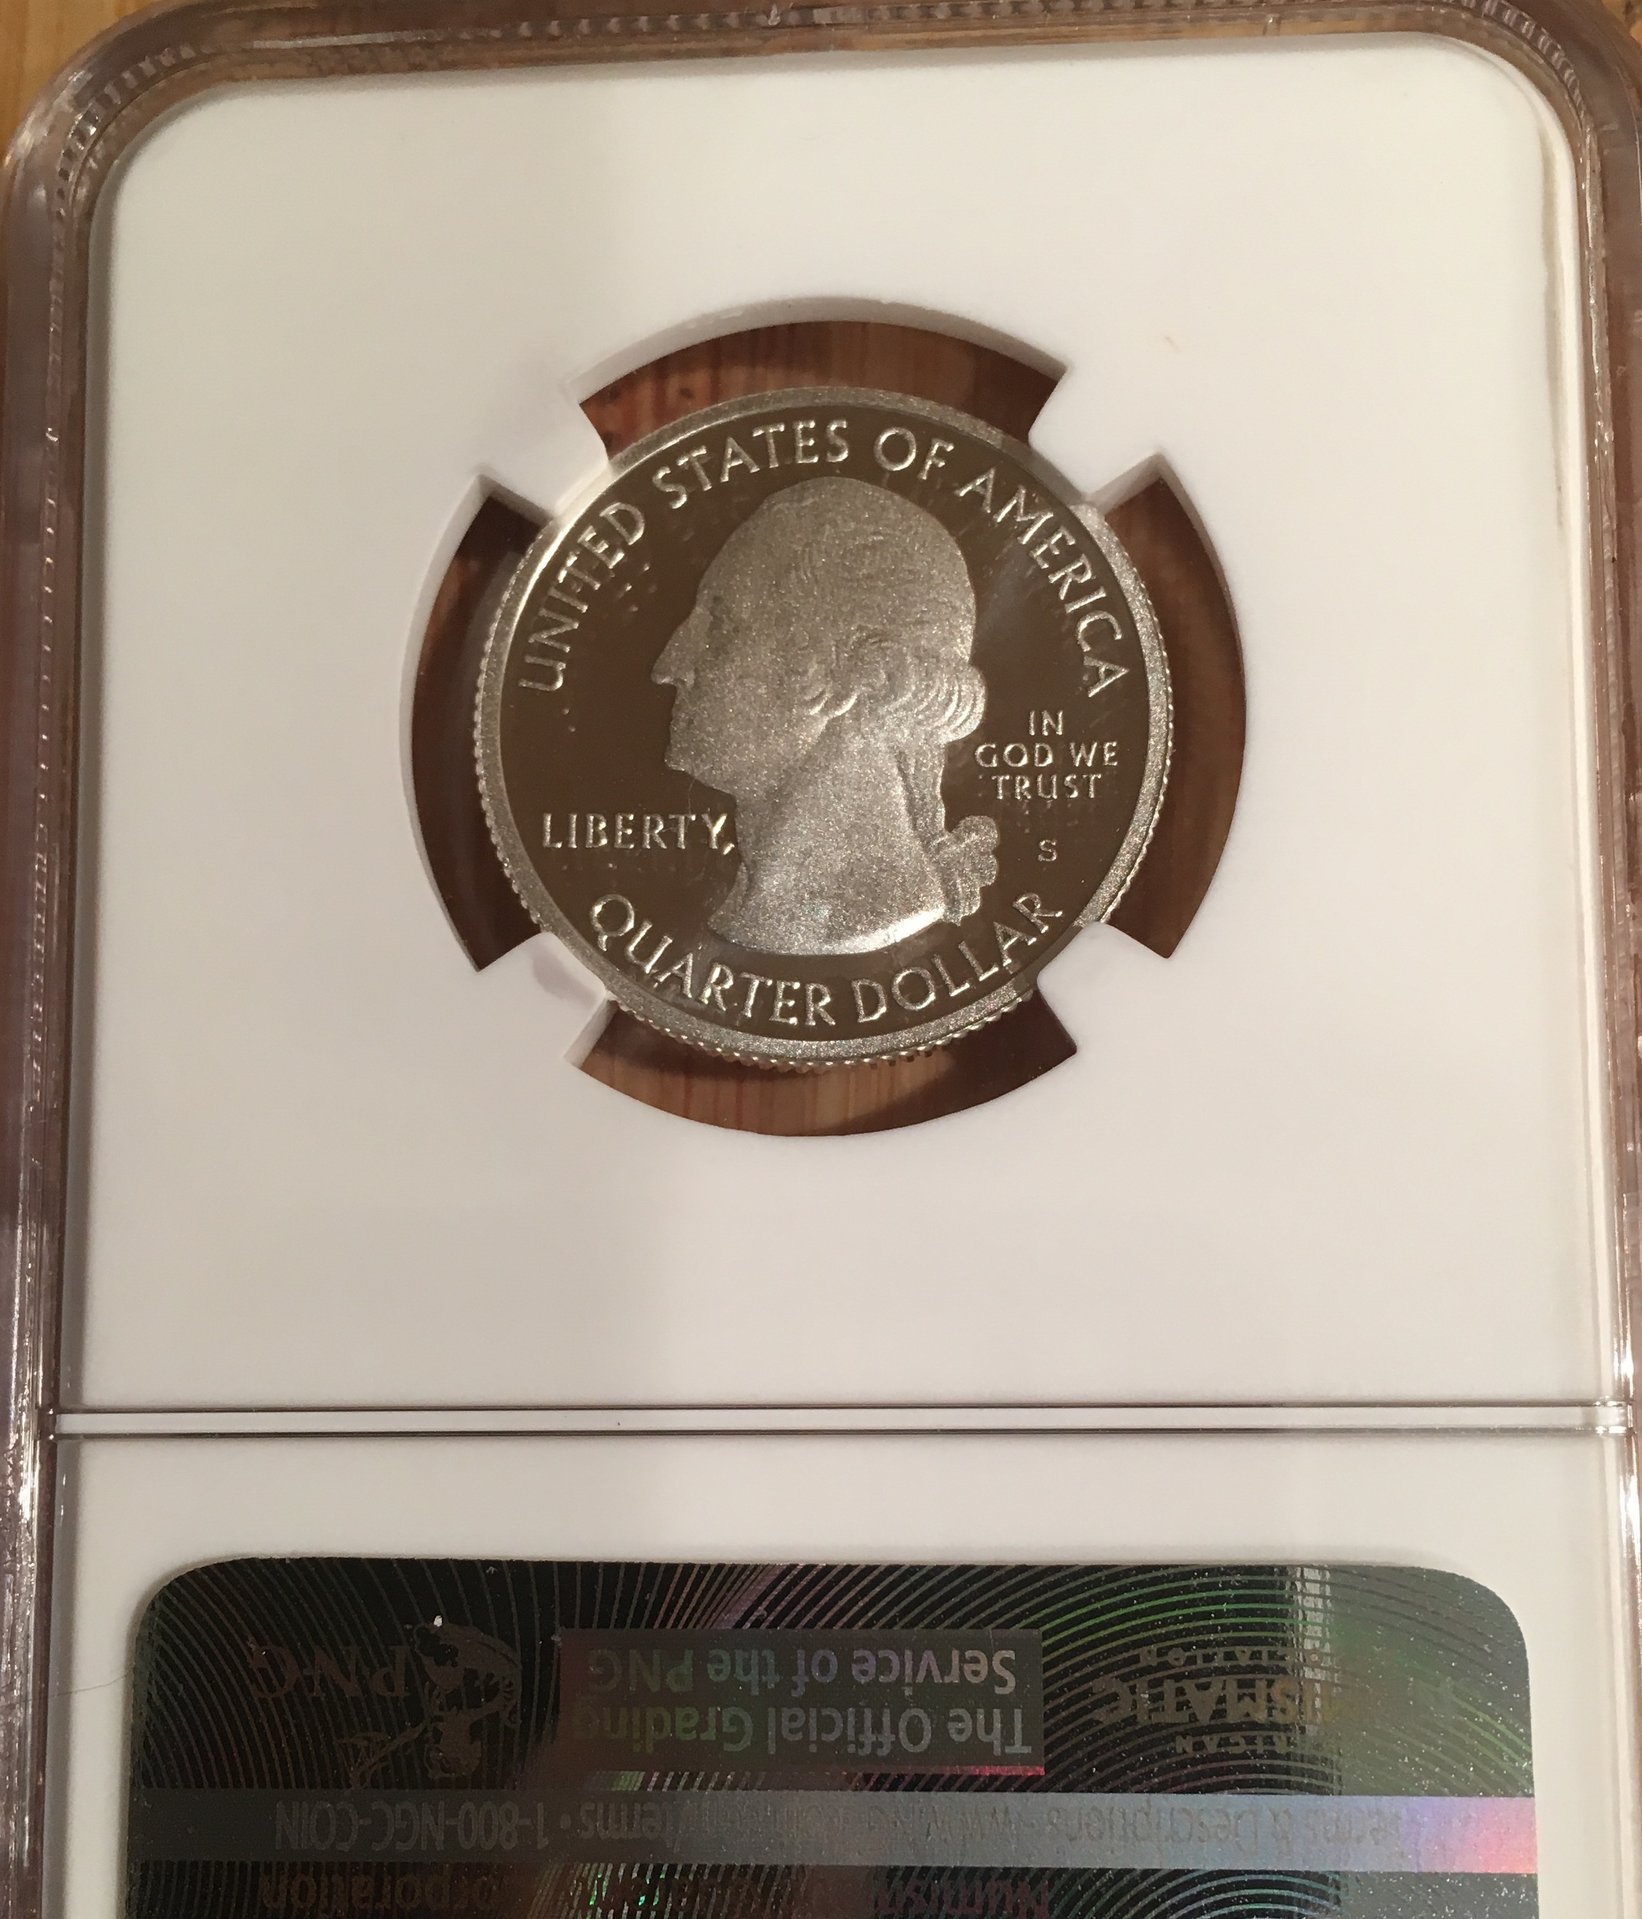 UNITED STATES OF AMERICA
IN
GOD WE
TRUST
LIBERTY
S
QUARTER DOLLAR
PNG
The Official Grading
Service of the PNG
1-800-NGC-COIN